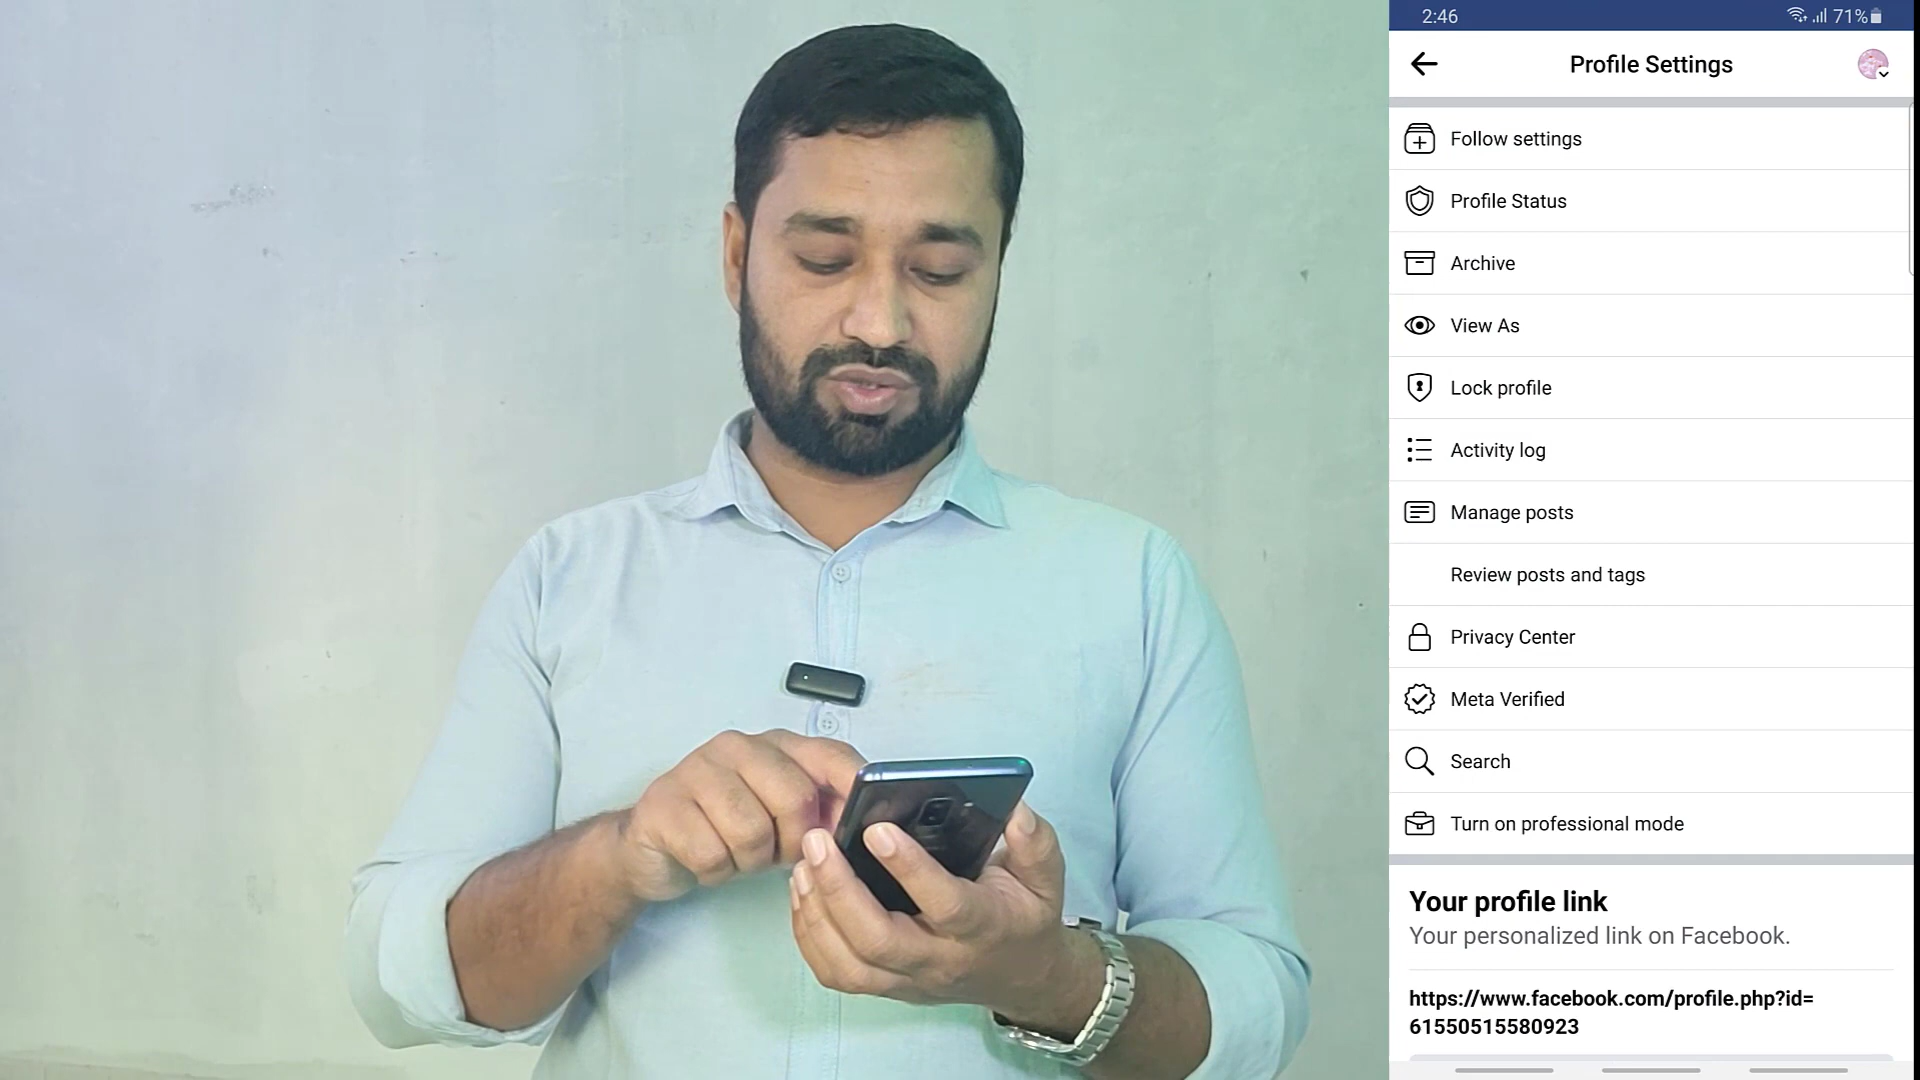 2:46
71%
Profile Settings
Follow settings
Profile Status
Archive
View As
Lock profile
Activity log
Manage posts
Review posts and tags
Privacy Center
Meta Verified
Search
Turn on professional mode
Your profile link
Your personalized link on Facebook.
https://www.facebook.com/profile.php?id=
61550515580923